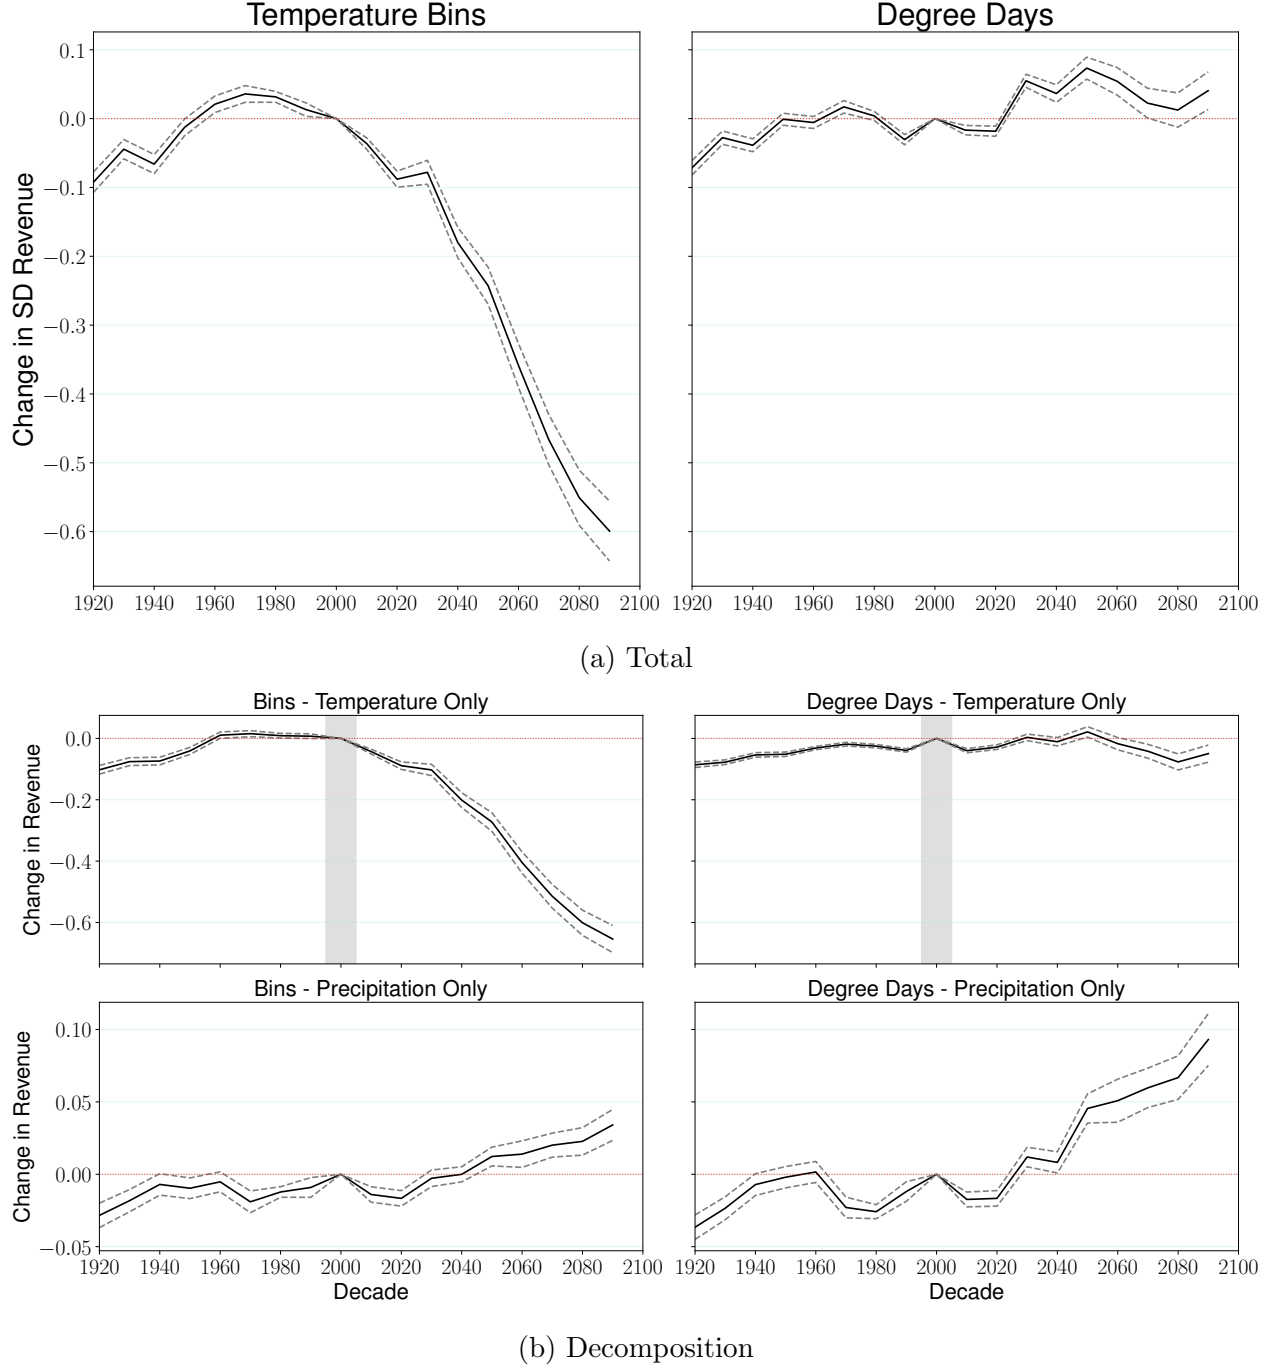 Temperature Bins
Degree Days
Change in SD Revenue
0.1
0.0
−0.1
−0.2
−0.3
−0.4
−0.5
−0.6
1920 1940 1960 1980 2000 2020 2040 2060 2080 2100
1920 1940 1960 1980 2000 2020 2040 2060 2080 2100
(a) Total
Bins - Temperature Only
Degree Days - Temperature Only
Change in Revenue
0.0
−0.2
−0.4
−0.6
Bins - Precipitation Only
Degree Days - Precipitation Only
Change in Revenue
0.10
0.05
0.00
−0.05
1920 1940 1960 1980 2000 2020 2040 2060 2080 2100
1920 1940 1960 1980 2000 2020 2040 2060 2080 2100
Decade
Decade
(b) Decomposition